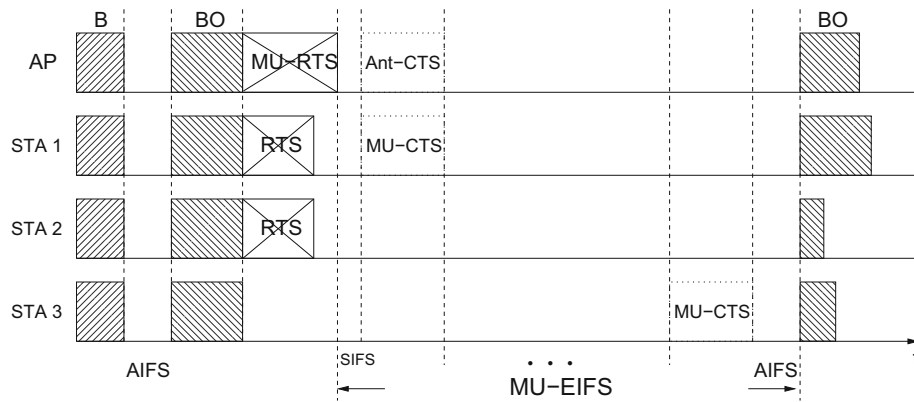 B BO BO
AP MU-RTS Ant-CTS
STA 1 RTS MU-CTS
STA 2 RTS
STA 3 MU-CTS
AIFS SIFS . . . AIFS
MU-EIFS